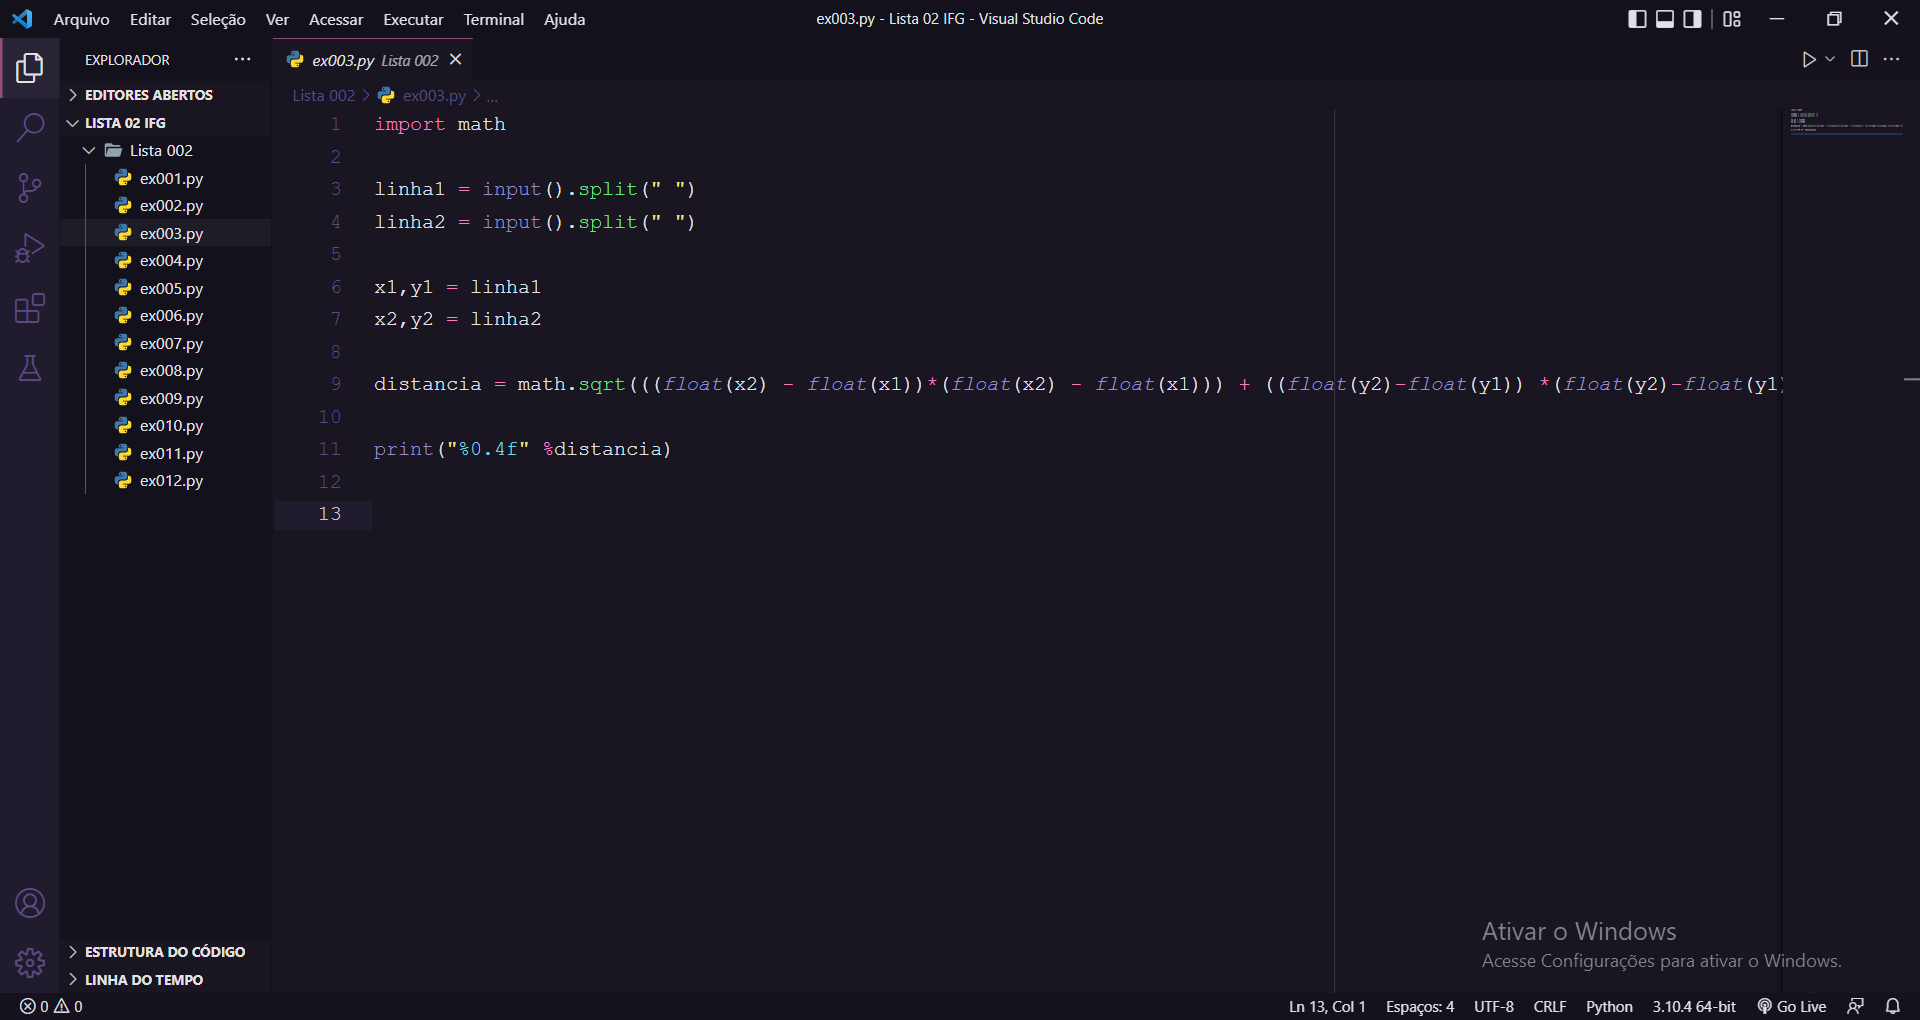 Arquivo Editar Seleção Ver Acessar Executar Terminal Ajuda
ex003.py - Lista 02 IFG - Visual Studio Code
EXPLORADOR
EDITORES ABERTOS
LISTA 02 IFG
Lista 002
ex001.py
ex002.py
ex003.py
ex004.py
ex005.py
ex006.py
ex007.py
ex008.py
ex009.py
ex010.py
ex011.py
ex012.py
ESTRUTURA DO CÓDIGO
LINHA DO TEMPO
ex003.py Lista 002
Lista 002 > ex003.py > ...
1 import math
2
3 linha1 = input().split(" ")
4 linha2 = input().split(" ")
5
6 x1,y1 = linha1
7 x2,y2 = linha2
8
9 distancia = math.sqrt(((float(x2) - float(x1))*(float(x2) - float(x1))) + ((float(y2)-float(y1)) *(float(y2)-float(y1)
10
11 print("%0.4f" %distancia)
12
13
Ativar o Windows
Acesse Configurações para ativar o Windows.
0 0
Ln 13, Col 1 Espaços: 4 UTF-8 CRLF Python 3.10.4 64-bit Go Live